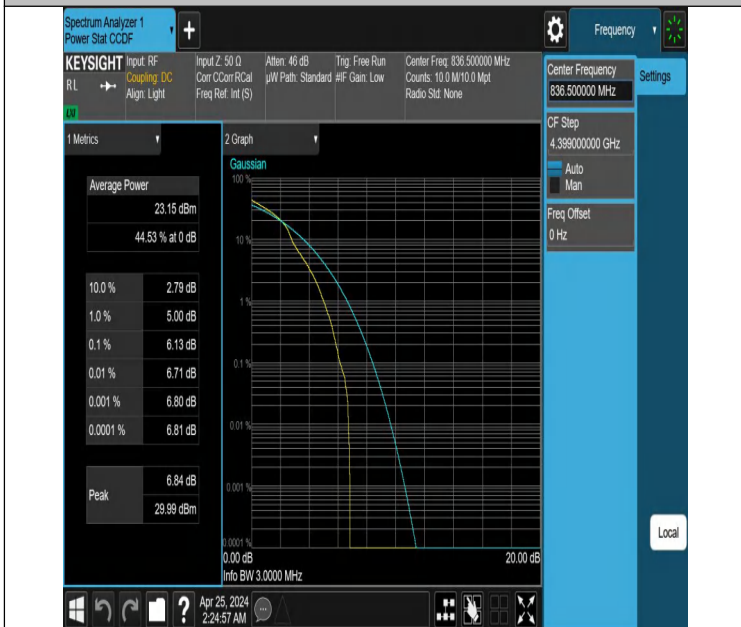 Spectrum Analyzer 1
Power Stat CCDF
+
Frequency
KEYSIGHT
RL
LXI
Input: RF
Coupling: DC
Align: Light
Input Z: 50 Ω
Corr CCorr RCal
Freq Ref: Int (S)
Atten: 46 dB
µW Path: Standard
Trig: Free Run
#IF Gain: Low
Center Freq: 836.500000 MHz
Counts: 10.0 M/10.0 Mpt
Radio Std: None
Center Frequency
836.500000 MHz
Settings
CF Step
4.399000000 GHz
Auto
Man
Freq Offset
0 Hz
1 Metrics
Average Power
23.15 dBm
44.53 % at 0 dB
10.0 % 2.79 dB
1.0 % 5.00 dB
0.1 % 6.13 dB
0.01 % 6.71 dB
0.001 % 6.80 dB
0.0001 % 6.81 dB
Peak
6.84 dB
29.99 dBm
2 Graph
Gaussian
100 %
10 %
1 %
0.1 %
0.01 %
0.001 %
0.0001 %
0.00 dB 20.00 dB
Info BW 3.0000 MHz
Local
?
Apr 25, 2024
2:24:57 AM